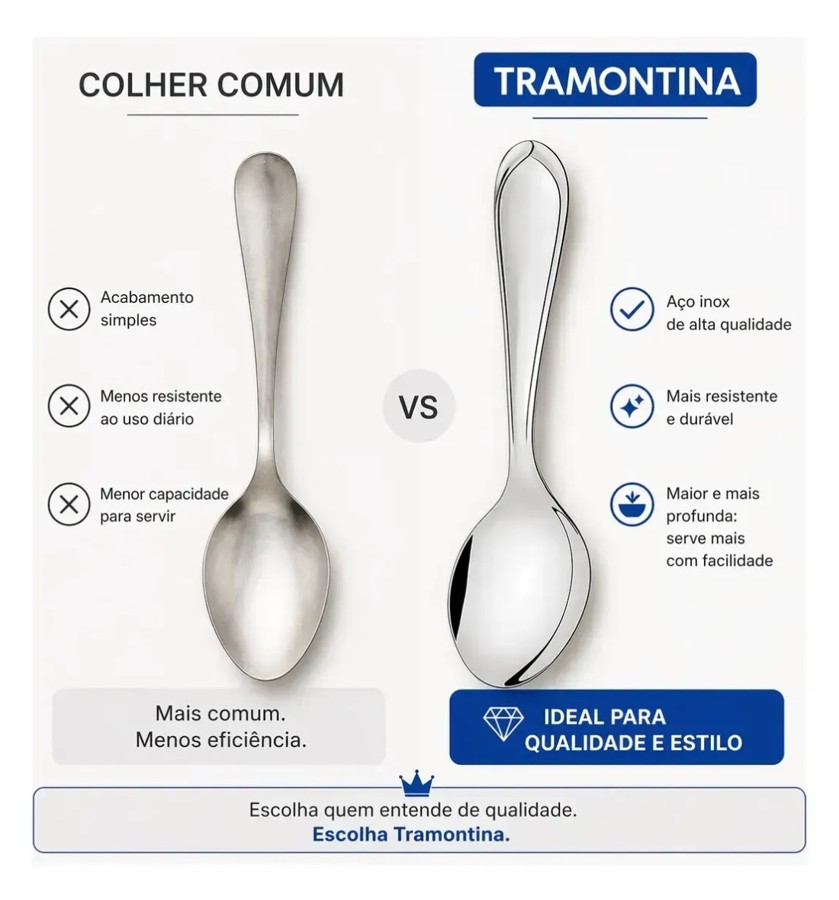 COLHER COMUM
TRAMONTINA
Acabamento
simples
Menos resistente
ao uso diário
Menor capacidade
para servir
VS
Aço inox
de alta qualidade
Mais resistente
e durável
Maior e mais
profunda:
serve mais
com facilidade
Mais comum.
Menos eficiência.
IDEAL PARA
QUALIDADE E ESTILO
Escolha quem entende de qualidade.
Escolha Tramontina.